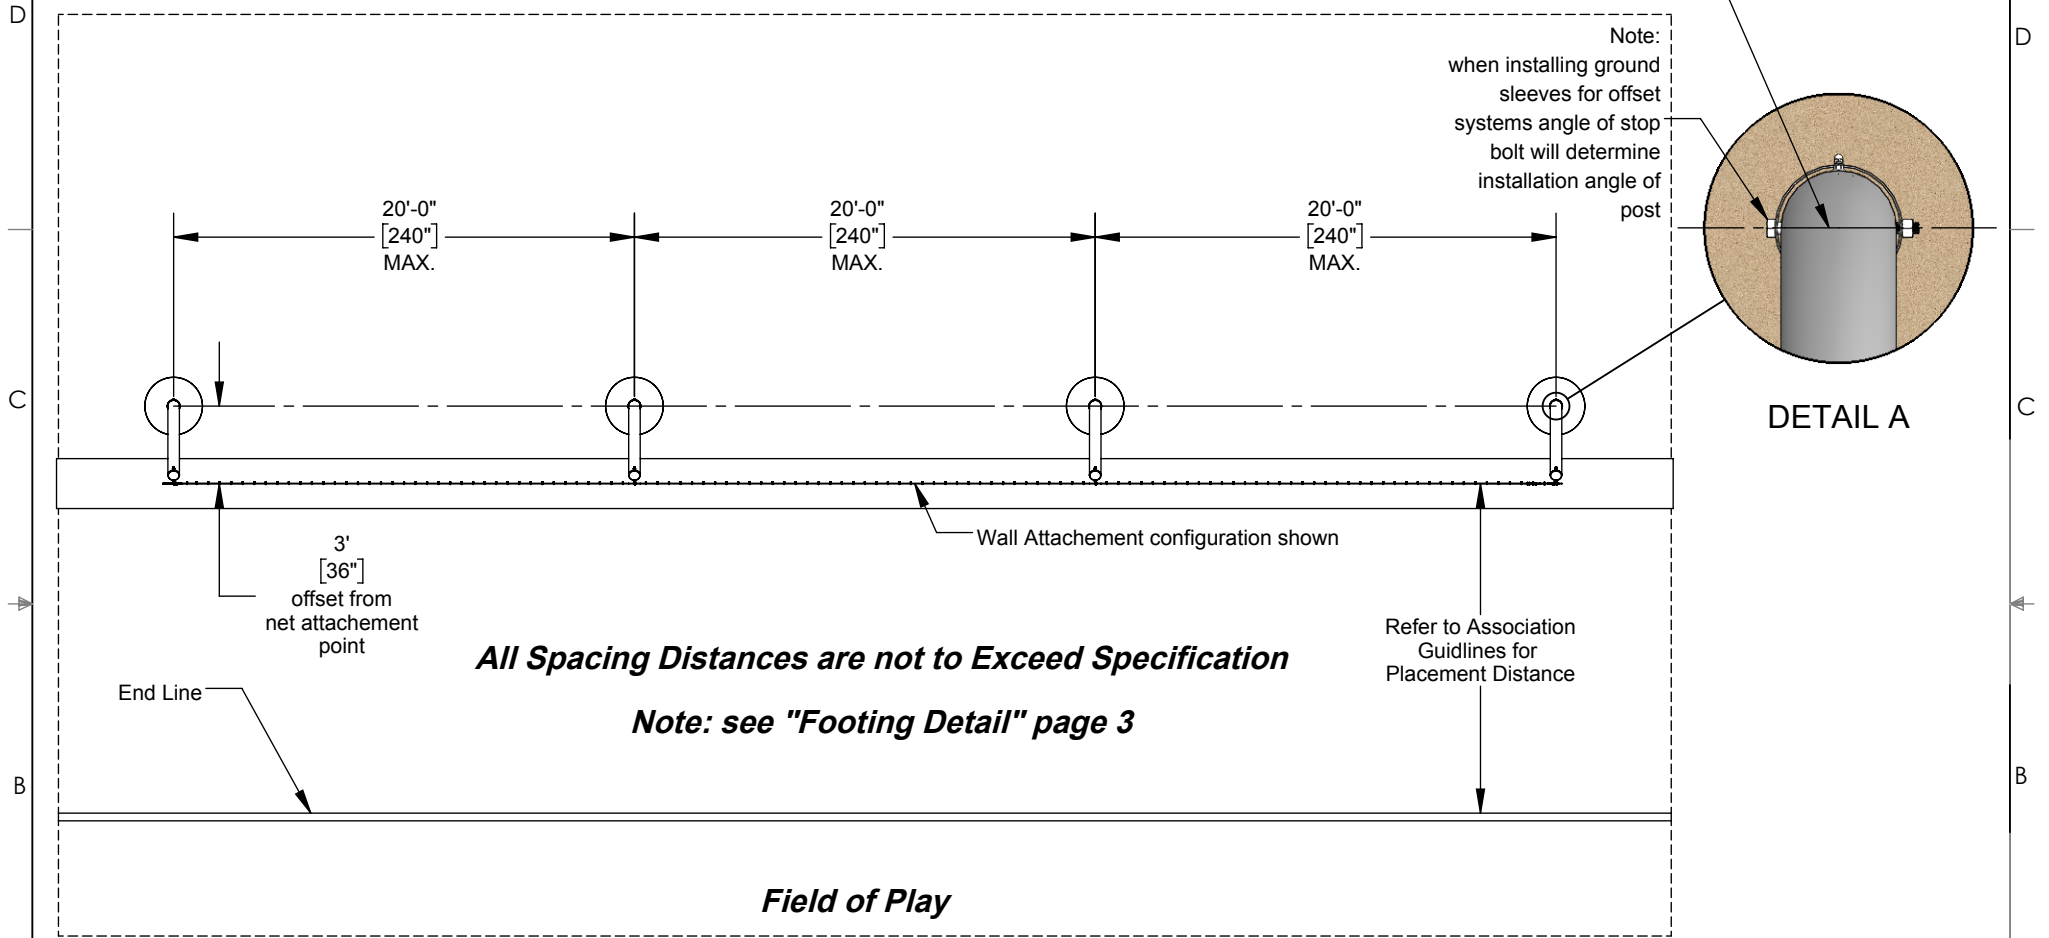 D
D
Note:
when installing ground
sleeves for offset
systems angle of stop
bolt will determine
installation angle of
post
20'-0"
[240"]
MAX.
20'-0"
[240"]
MAX.
20'-0"
[240"]
MAX.
C
C
DETAIL A
Wall Attachement configuration shown
3'
[36"]
offset from
net attachement
point
Refer to Association
Guidlines for
Placement Distance
All Spacing Distances are not to Exceed Specification
Note: see "Footing Detail" page 3
End Line
B
B
Field of Play